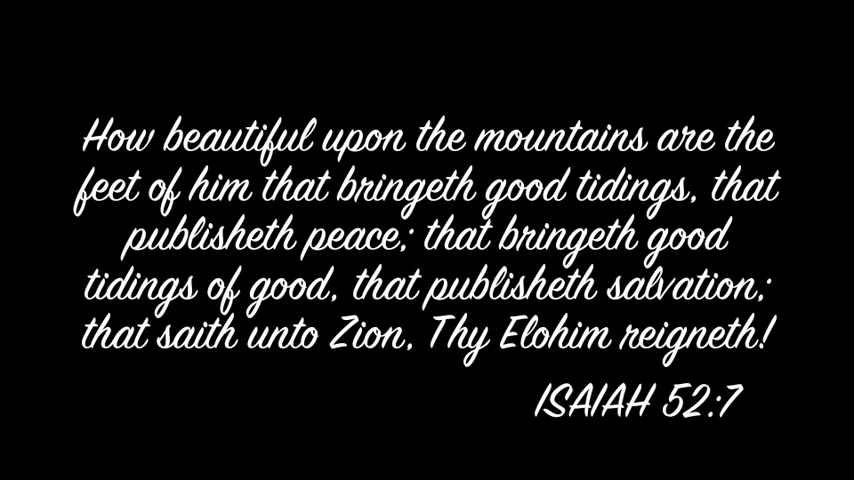 How beautiful upon the mountains are the
feet of him that bringeth good tidings, that
publisheth peace; that bringeth good
tidings of good, that publisheth salvation;
that saith unto Zion, Thy Elohim reigneth!
ISAIAH 52:7